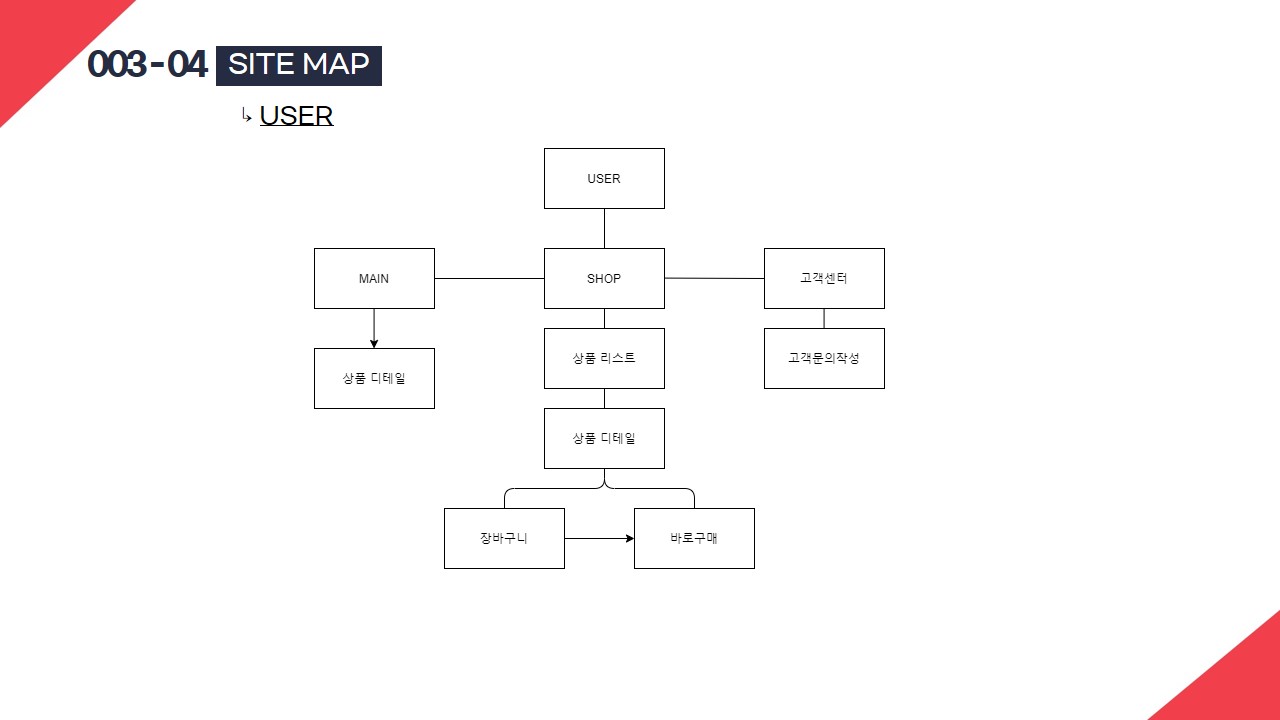 003-04 SITE MAP
↳ USER
USER
MAIN
SHOP
고객센터
상품 디테일
상품 리스트
고객문의작성
상품 디테일
장바구니
바로구매